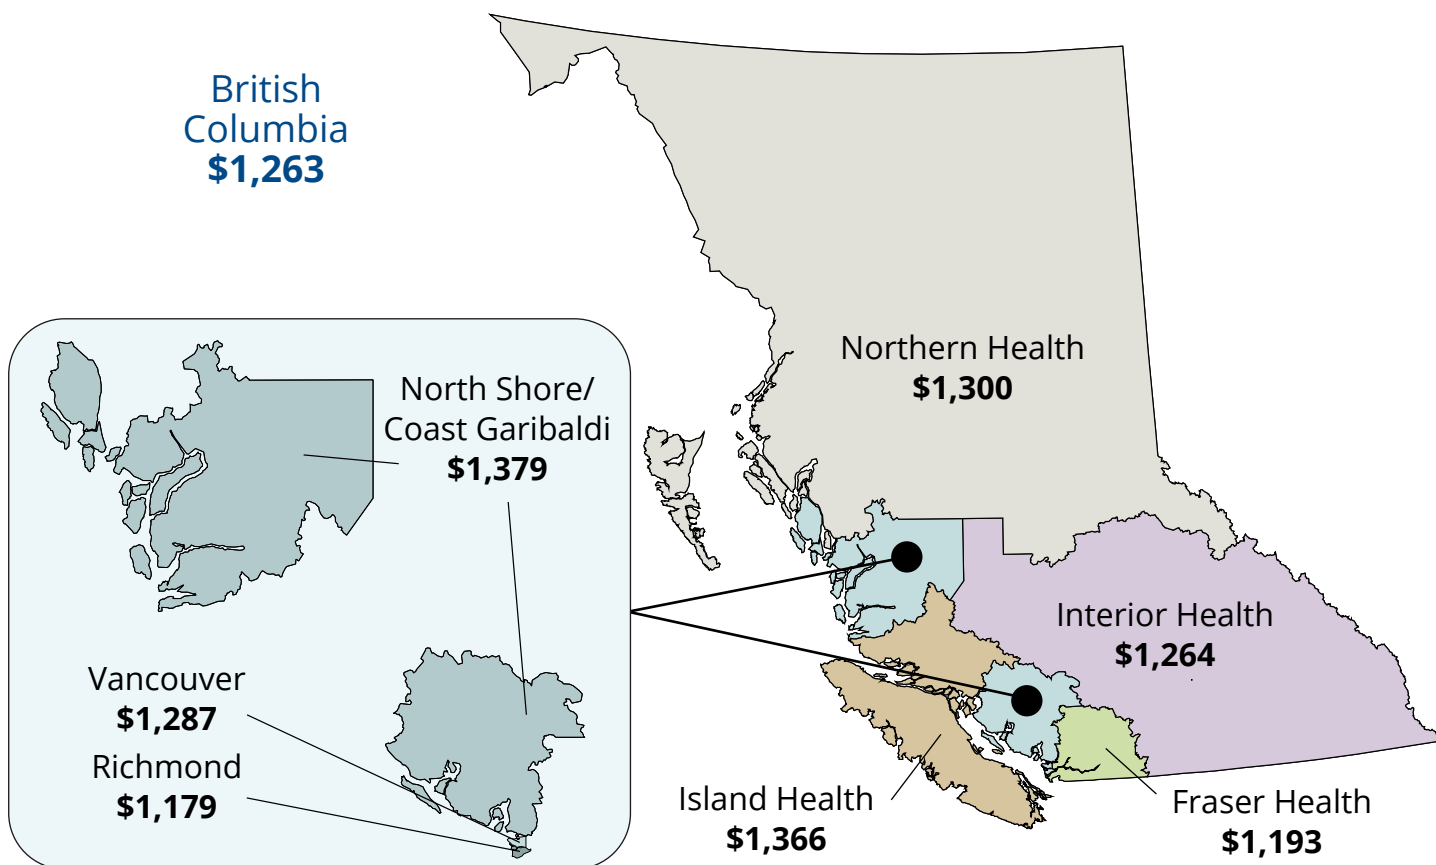 British
Columbia
$1,263
Northern Health
$1,300
North Shore/
Coast Garibaldi
$1,379
Interior Health
$1,264
Vancouver
$1,287
Richmond
$1,179
Island Health
$1,366
Fraser Health
$1,193